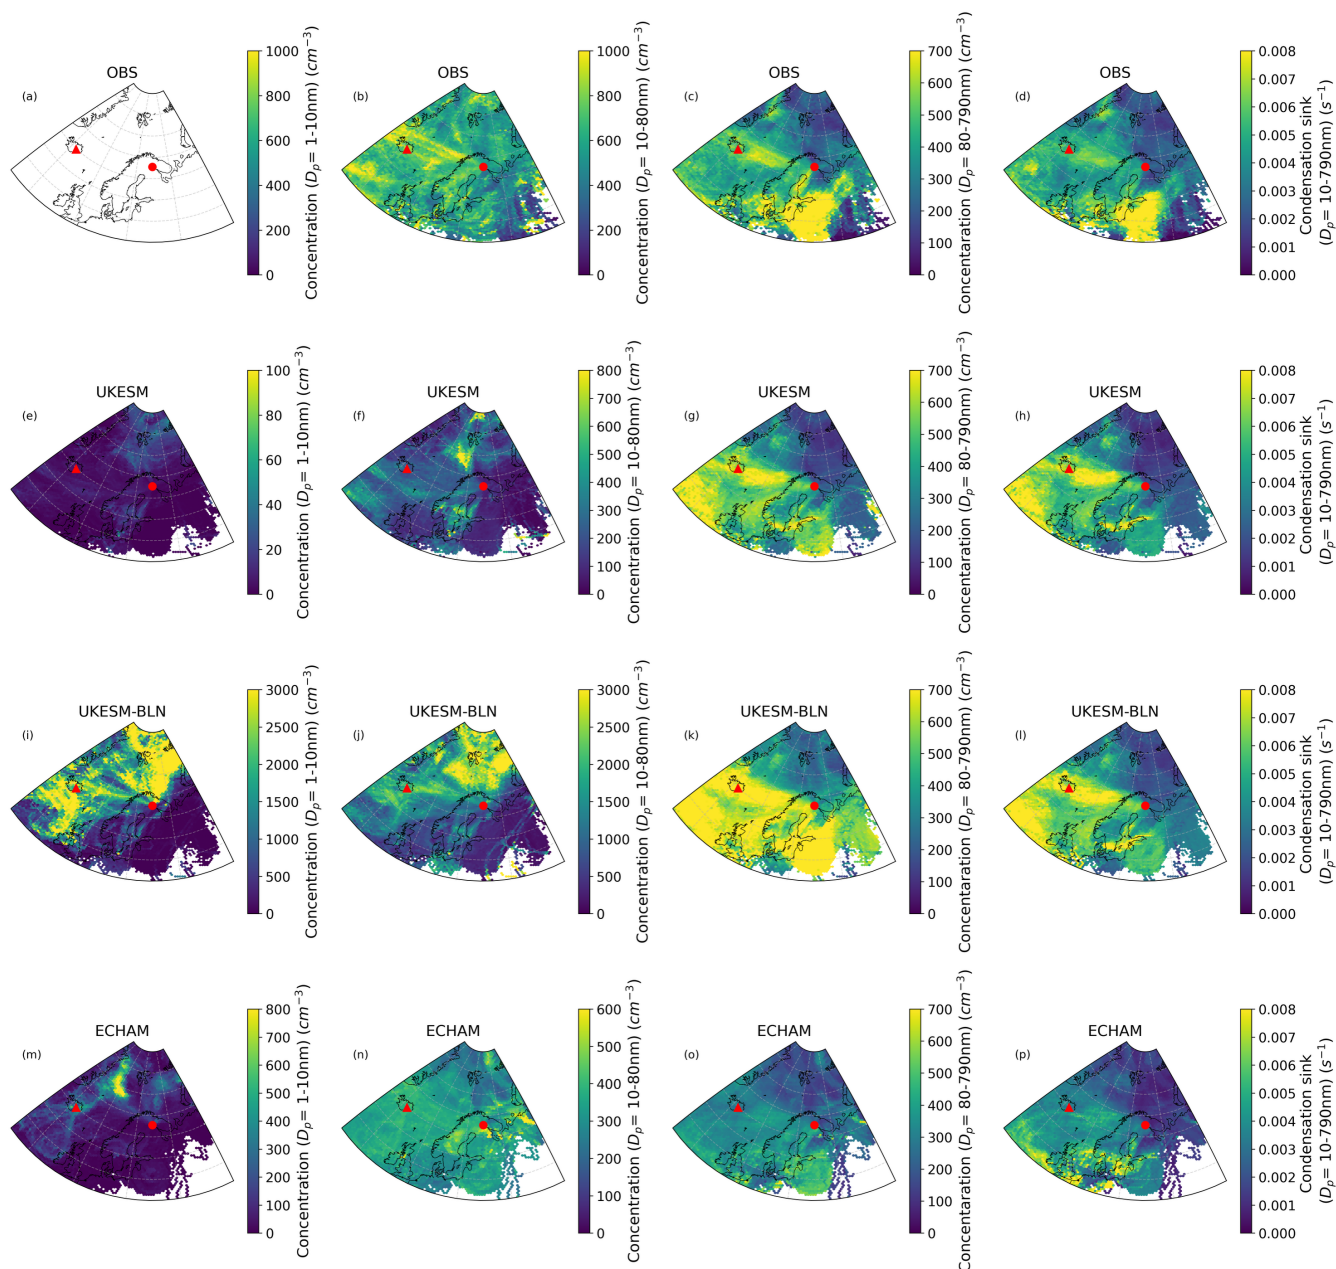 OBS
(a)
1000
800
600
400
200
0
Concentration (Dp= 1-10nm) (cm⁻³)
OBS
(b)
1000
800
600
400
200
0
Concentration (Dp= 10-80nm) (cm⁻³)
OBS
(c)
700
600
500
400
300
200
100
0
Concentaration (Dp= 80-790nm) (cm⁻³)
OBS
(d)
0.008
0.007
0.006
0.005
0.004
0.003
0.002
0.001
0.000
Condensation sink
(Dp= 10-790nm) (s⁻¹)
UKESM
(e)
100
80
60
40
20
0
Concentration (Dp= 1-10nm) (cm⁻³)
UKESM
(f)
800
700
600
500
400
300
200
100
0
Concentration (Dp= 10-80nm) (cm⁻³)
UKESM
(g)
700
600
500
400
300
200
100
0
Concentaration (Dp= 80-790nm) (cm⁻³)
UKESM
(h)
0.008
0.007
0.006
0.005
0.004
0.003
0.002
0.001
0.000
Condensation sink
(Dp= 10-790nm) (s⁻¹)
UKESM-BLN
(i)
3000
2500
2000
1500
1000
500
0
Concentration (Dp= 1-10nm) (cm⁻³)
UKESM-BLN
(j)
3000
2500
2000
1500
1000
500
0
Concentration (Dp= 10-80nm) (cm⁻³)
UKESM-BLN
(k)
700
600
500
400
300
200
100
0
Concentaration (Dp= 80-790nm) (cm⁻³)
UKESM-BLN
(l)
0.008
0.007
0.006
0.005
0.004
0.003
0.002
0.001
0.000
Condensation sink
(Dp= 10-790nm) (s⁻¹)
ECHAM
(m)
800
700
600
500
400
300
200
100
0
Concentration (Dp= 1-10nm) (cm⁻³)
ECHAM
(n)
600
500
400
300
200
100
0
Concentration (Dp= 10-80nm) (cm⁻³)
ECHAM
(o)
700
600
500
400
300
200
100
0
Concentaration (Dp= 80-790nm) (cm⁻³)
ECHAM
(p)
0.008
0.007
0.006
0.005
0.004
0.003
0.002
0.001
0.000
Condensation sink
(Dp= 10-790nm) (s⁻¹)